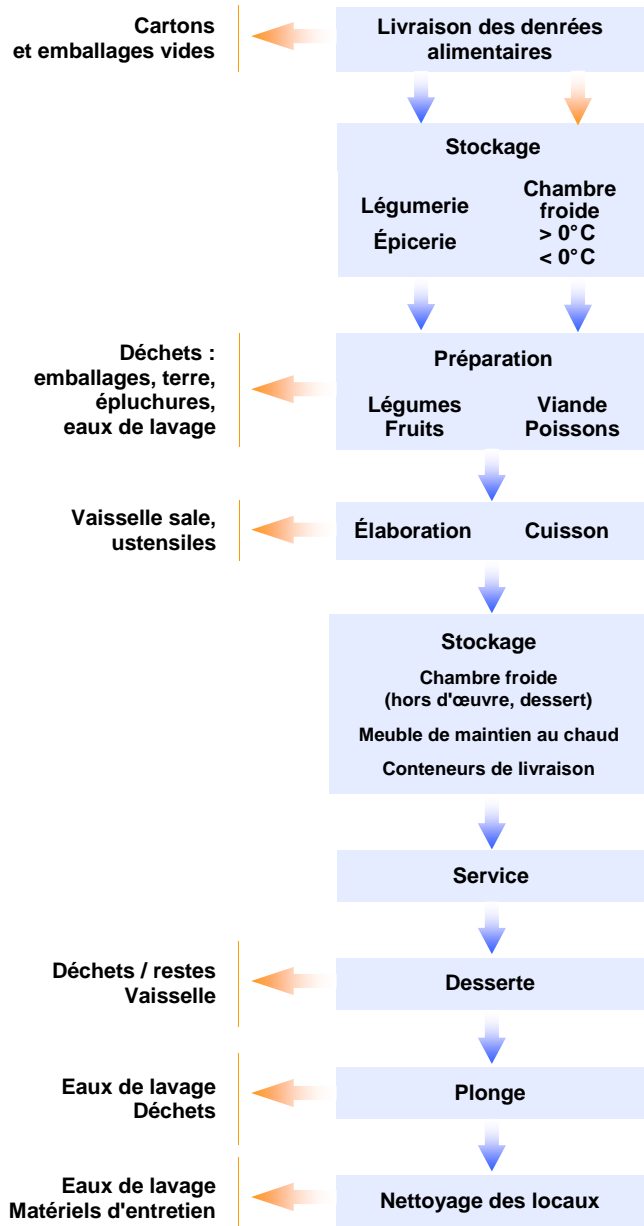 Cartons
et emballages vides
Livraison des denrées
alimentaires
Stockage
Légumerie
Épicerie
Chambre
froide
> 0°C
< 0°C
Déchets :
emballages, terre,
épluchures,
eaux de lavage
Préparation
Légumes
Fruits
Viande
Poissons
Vaisselle sale,
ustensiles
Élaboration
Cuisson
Stockage
Chambre froide
(hors d'œuvre, dessert)
Meuble de maintien au chaud
Conteneurs de livraison
Service
Déchets / restes
Vaisselle
Desserte
Eaux de lavage
Déchets
Plonge
Eaux de lavage
Matériels d'entretien
Nettoyage des locaux